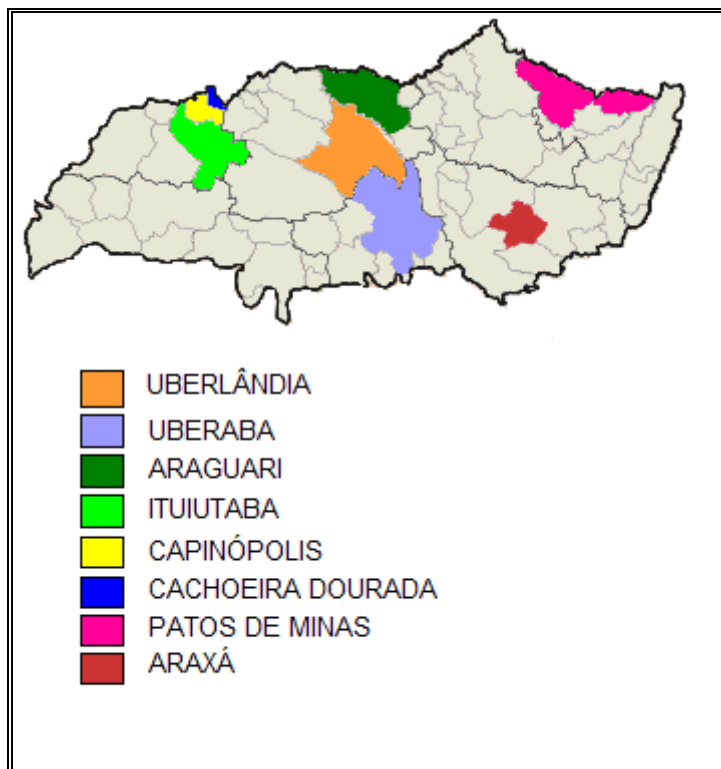 UBERLÂNDIA
UBERABA
ARAGUARI
ITUIUTABA
CAPINÓPOLIS
CACHOEIRA DOURADA
PATOS DE MINAS
ARAXÁ